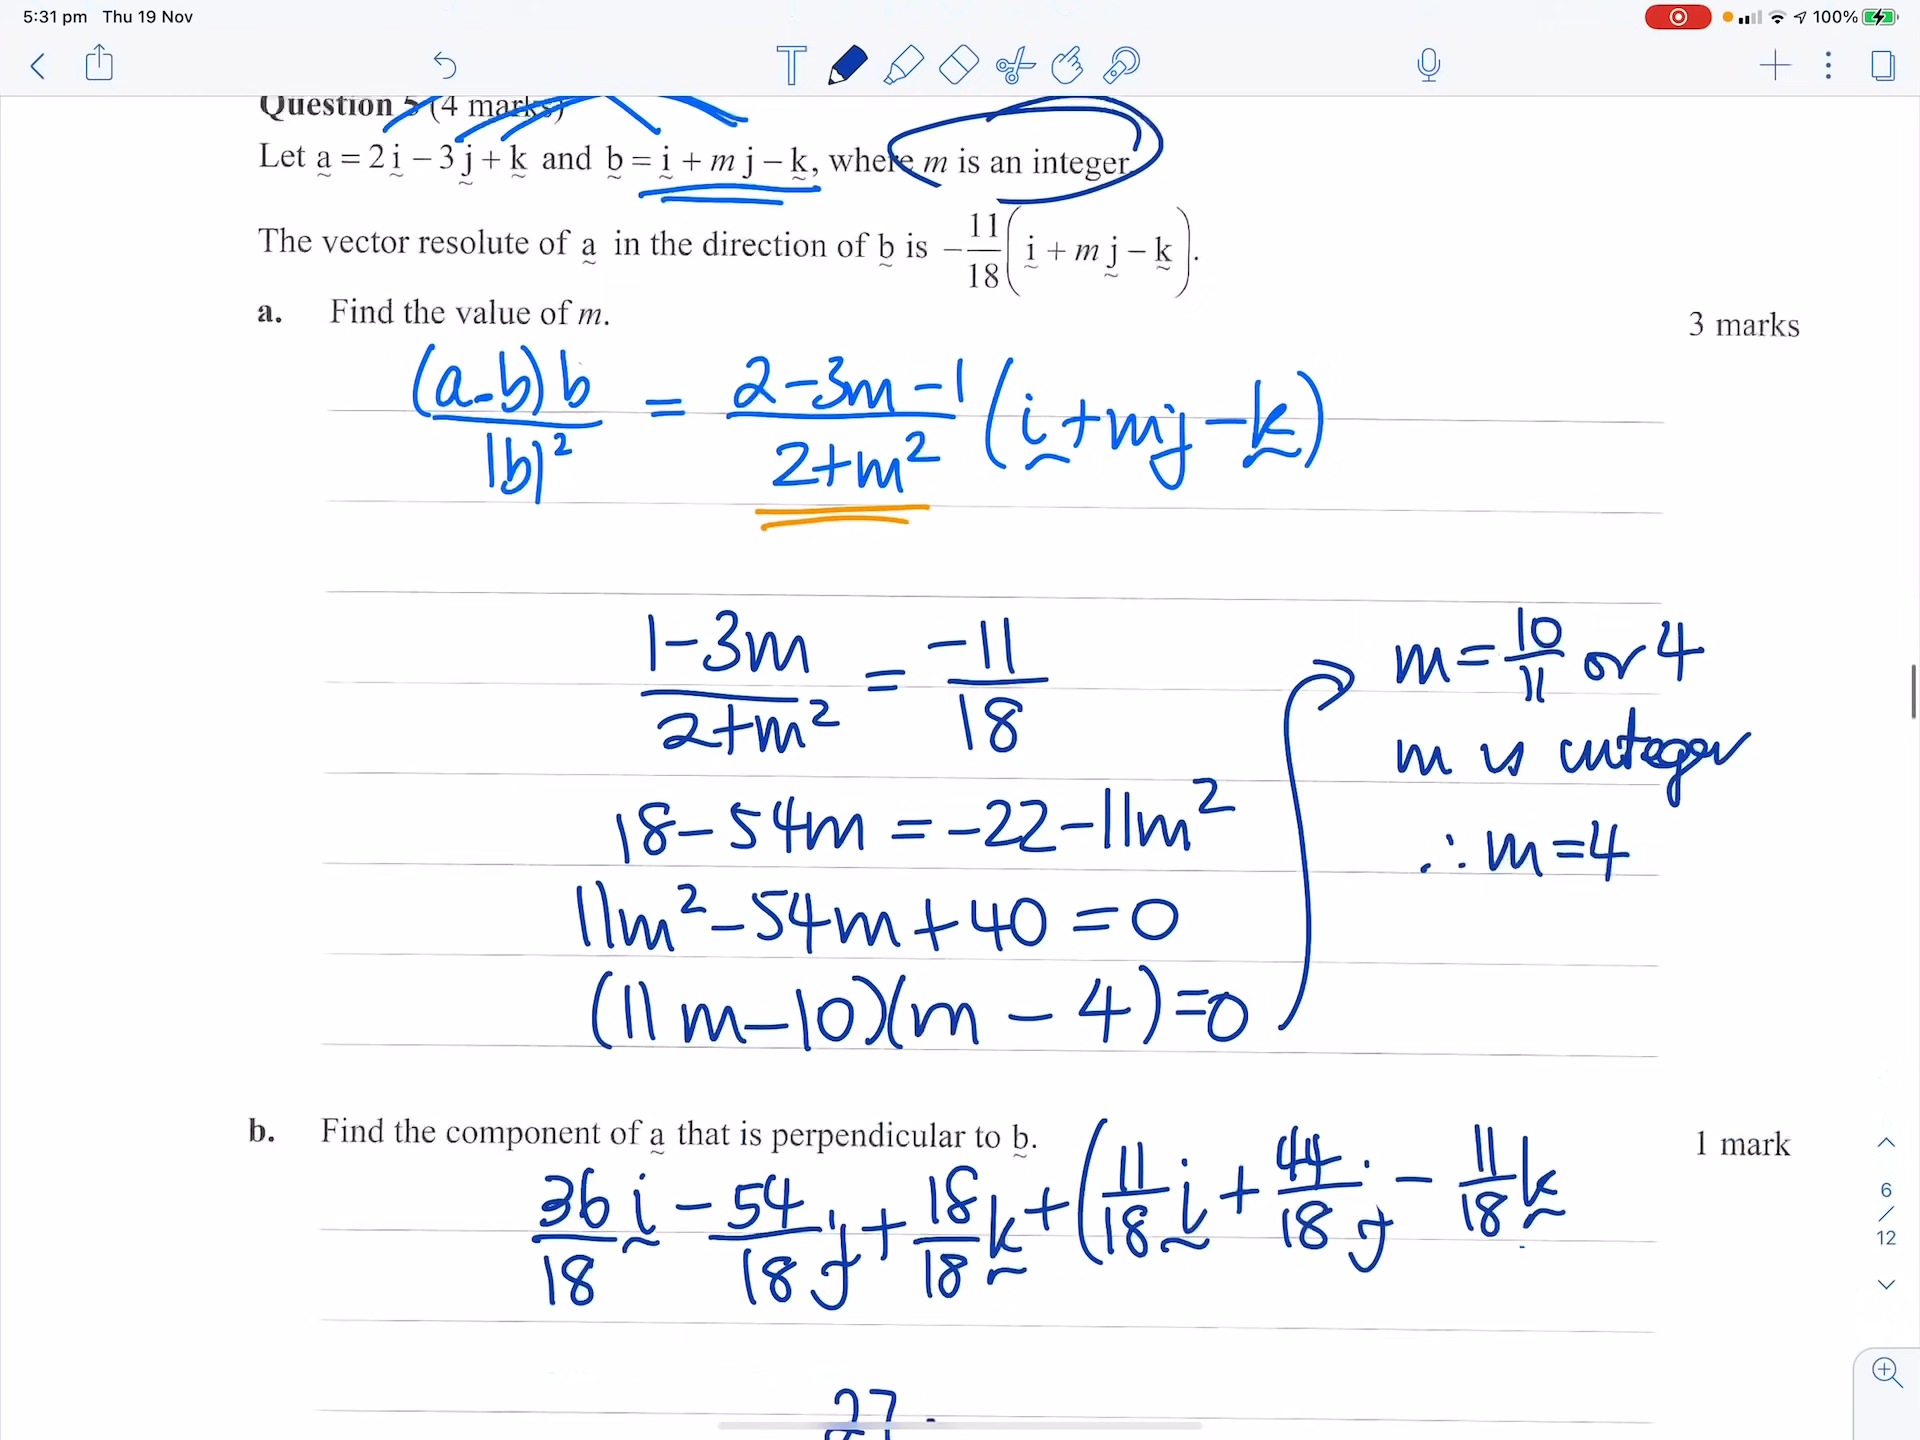 5:31 pm Thu 19 Nov
100%
Question 5 (4 marks)
Let a = 2i − 3j + k and b = i + m j − k, where m is an integer.
The vector resolute of a in the direction of b is −11/18(i + m j − k).
a. Find the value of m.
3 marks
(a.b)b/|b|² = 2−3m−1/2+m² (i+mj−k)
1−3m/2+m² = −11/18
18−54m = −22−11m²
11m²−54m+40 = 0
(11m−10)(m−4)=0
m=10/11 or 4
m is integer
∴ m=4
b. Find the component of a that is perpendicular to b.
1 mark
36/18 i − 54/18 j + 18/18 k + (11/18 i + 44/18 j − 11/18 k
27
6
/
12